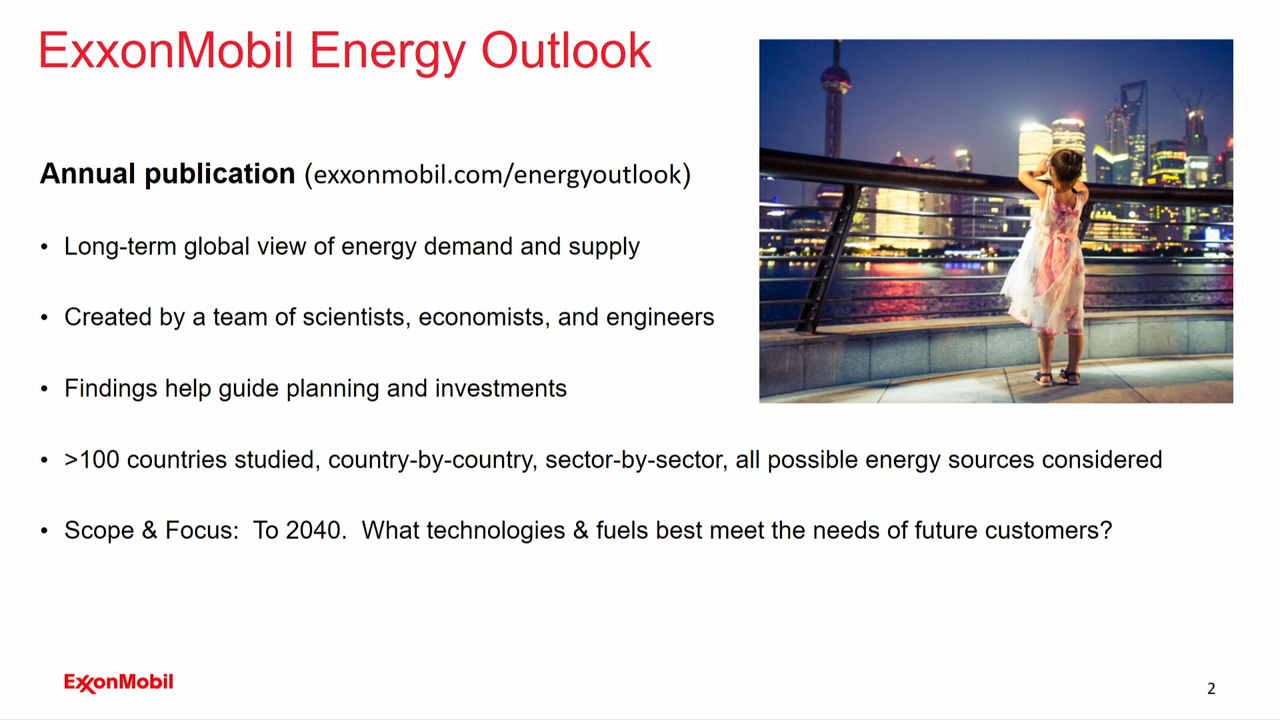 ExxonMobil Energy Outlook
Annual publication (exxonmobil.com/energyoutlook)
• Long-term global view of energy demand and supply
• Created by a team of scientists, economists, and engineers
• Findings help guide planning and investments
• >100 countries studied, country-by-country, sector-by-sector, all possible energy sources considered
• Scope & Focus:  To 2040.  What technologies & fuels best meet the needs of future customers?
ExxonMobil
2